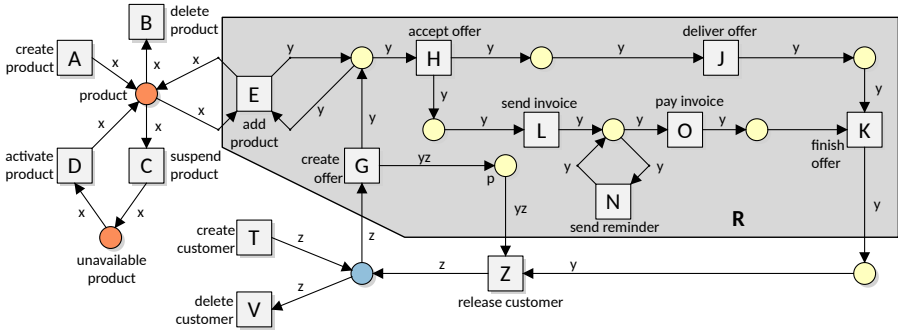 B
delete
product
create
product
A
x
x
x
product
x
x
E
add
product
y
y
y
accept offer
H
y
y
deliver offer
J
y
y
y
send invoice
L
y
y
pay invoice
O
y
y
K
finish
offer
activate
product
D
x
C
suspend
product
x
x
unavailable
product
create
offer
G
y
yz
p
yz
y
y
N
send reminder
R
y
create
customer
T
z
z
z
Z
release customer
y
delete
customer
V
z